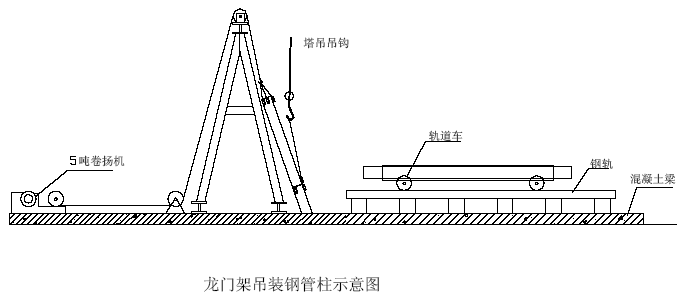 塔吊吊钩
轨道车
5吨卷扬机
钢轨
混凝土梁
龙门架吊装钢管柱示意图